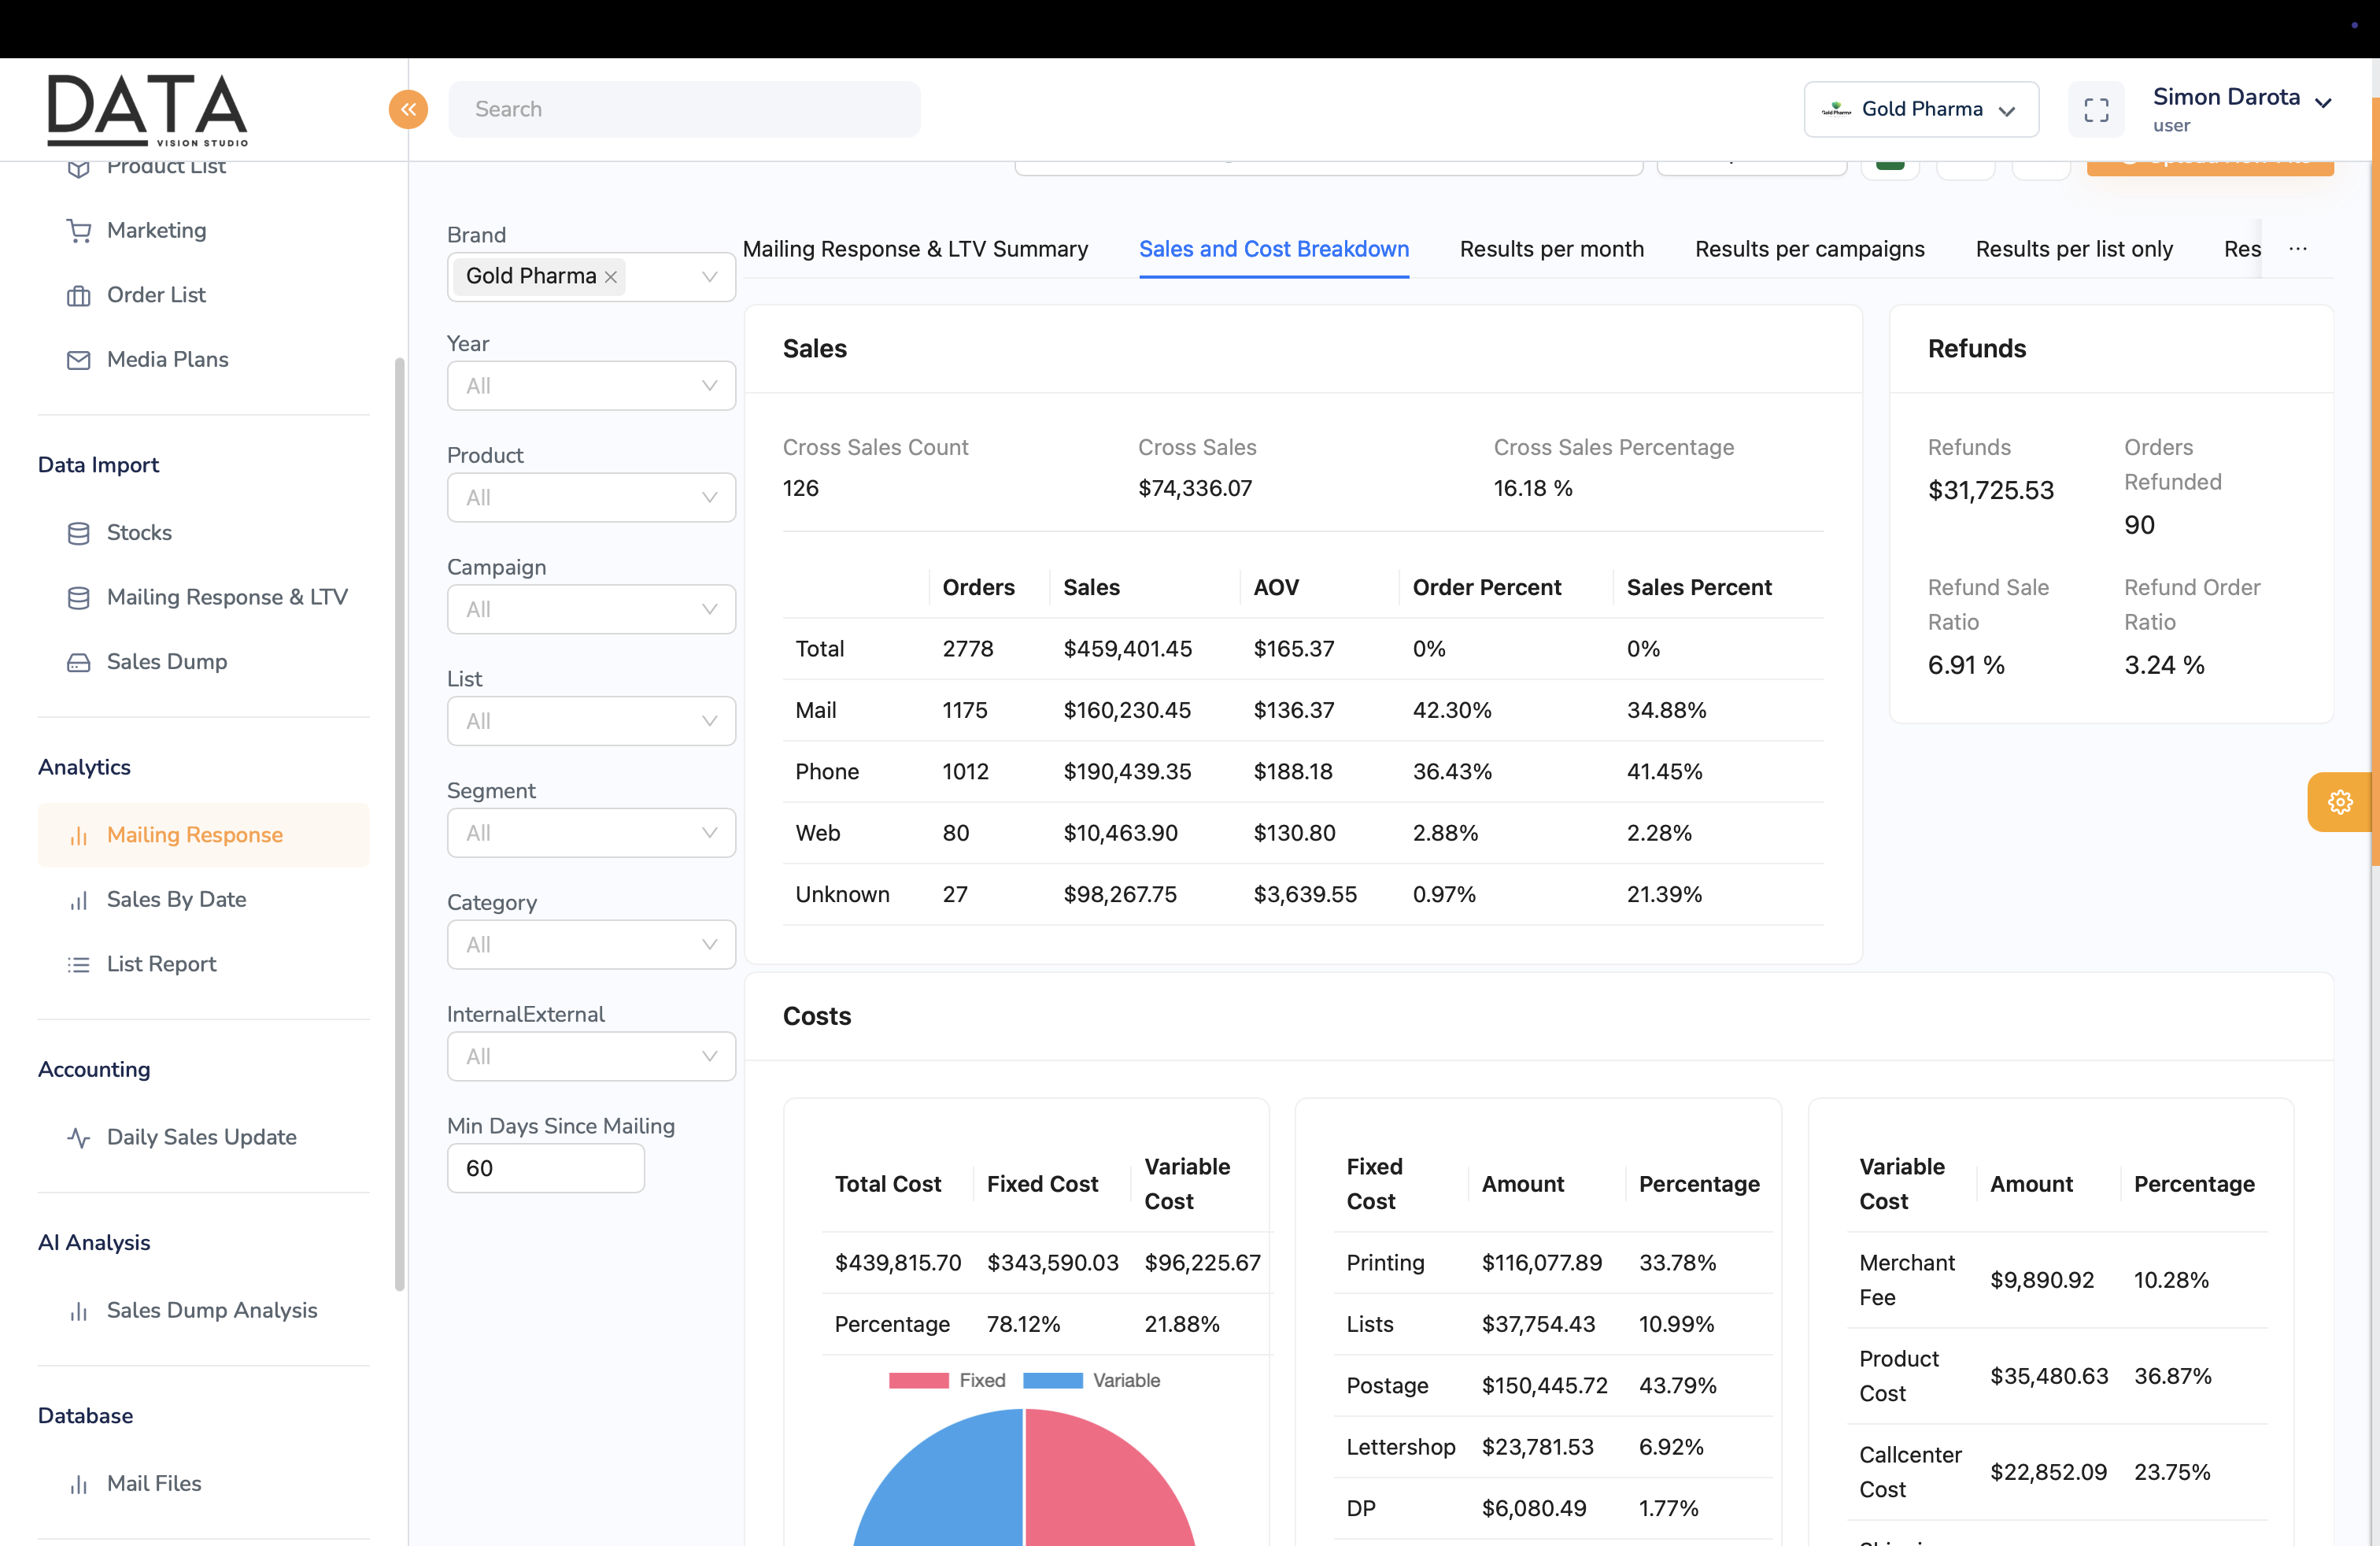 DATA
VISION STUDIO
Search
Gold Pharma
Simon Darota
user
Product List
Marketing
Order List
Media Plans
Data Import
Stocks
Mailing Response & LTV
Sales Dump
Analytics
Mailing Response
Sales By Date
List Report
Accounting
Daily Sales Update
AI Analysis
Sales Dump Analysis
Database
Mail Files
Brand
Gold Pharma
Year
All
Product
All
Campaign
All
List
All
Segment
All
Category
All
InternalExternal
All
Min Days Since Mailing
60
Mailing Response & LTV Summary Sales and Cost Breakdown Results per month Results per campaigns Results per list only Res ...
Sales
Cross Sales Count Cross Sales Cross Sales Percentage
126 $74,336.07 16.18 %
Orders Sales AOV Order Percent Sales Percent
Total 2778 $459,401.45 $165.37 0% 0%
Mail 1175 $160,230.45 $136.37 42.30% 34.88%
Phone 1012 $190,439.35 $188.18 36.43% 41.45%
Web 80 $10,463.90 $130.80 2.88% 2.28%
Unknown 27 $98,267.75 $3,639.55 0.97% 21.39%
Refunds
Refunds
$31,725.53
Orders
Refunded
90
Refund Sale
Ratio
6.91 %
Refund Order
Ratio
3.24 %
Costs
Total Cost Fixed Cost Variable
Cost
$439,815.70 $343,590.03 $96,225.67
Percentage 78.12% 21.88%
Fixed Variable
Fixed
Cost
Amount Percentage
Printing $116,077.89 33.78%
Lists $37,754.43 10.99%
Postage $150,445.72 43.79%
Lettershop $23,781.53 6.92%
DP $6,080.49 1.77%
Variable
Cost
Amount Percentage
Merchant
Fee
$9,890.92 10.28%
Product
Cost
$35,480.63 36.87%
Callcenter
Cost
$22,852.09 23.75%